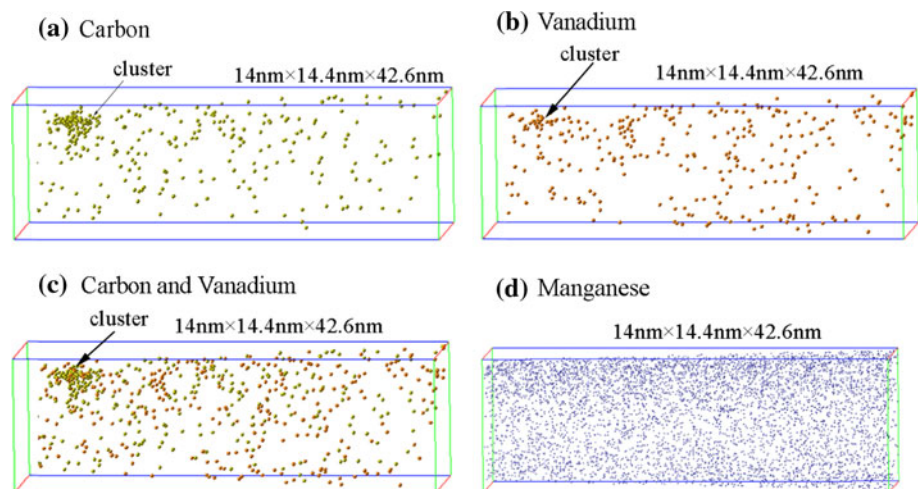 (a) Carbon
cluster
14nm×14.4nm×42.6nm
(b) Vanadium
cluster
14nm×14.4nm×42.6nm
(c) Carbon and Vanadium
cluster
14nm×14.4nm×42.6nm
(d) Manganese
14nm×14.4nm×42.6nm